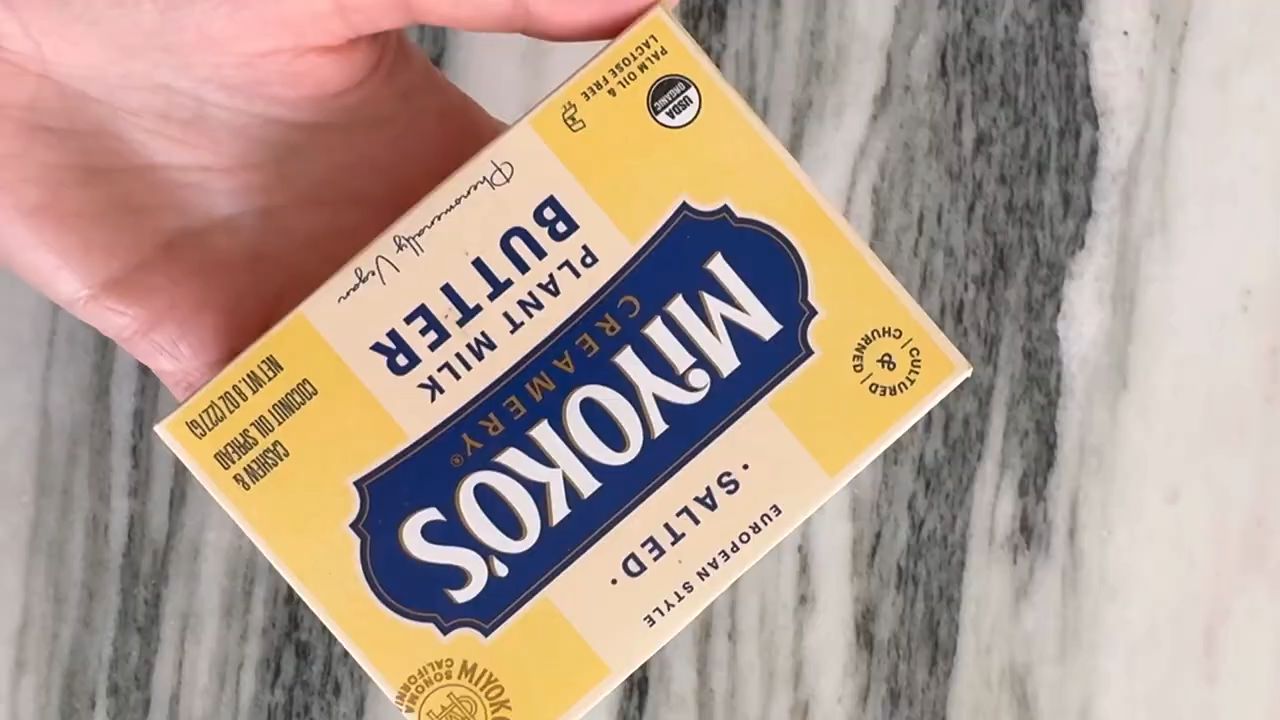 EUROPEAN STYLE
·SALTED·
MIYOKO'S
CREAMERY®
PLANT MILK
BUTTER
Phenomenally Vegan
CULTURED
&
CHURNED
MIYOKO
SONOMA
CALIFORNIA
USDA
ORGANIC
PALM OIL &
LACTOSE FREE
CASHEW &
COCONUT OIL SPREAD
NET WT. 8 OZ (227G)